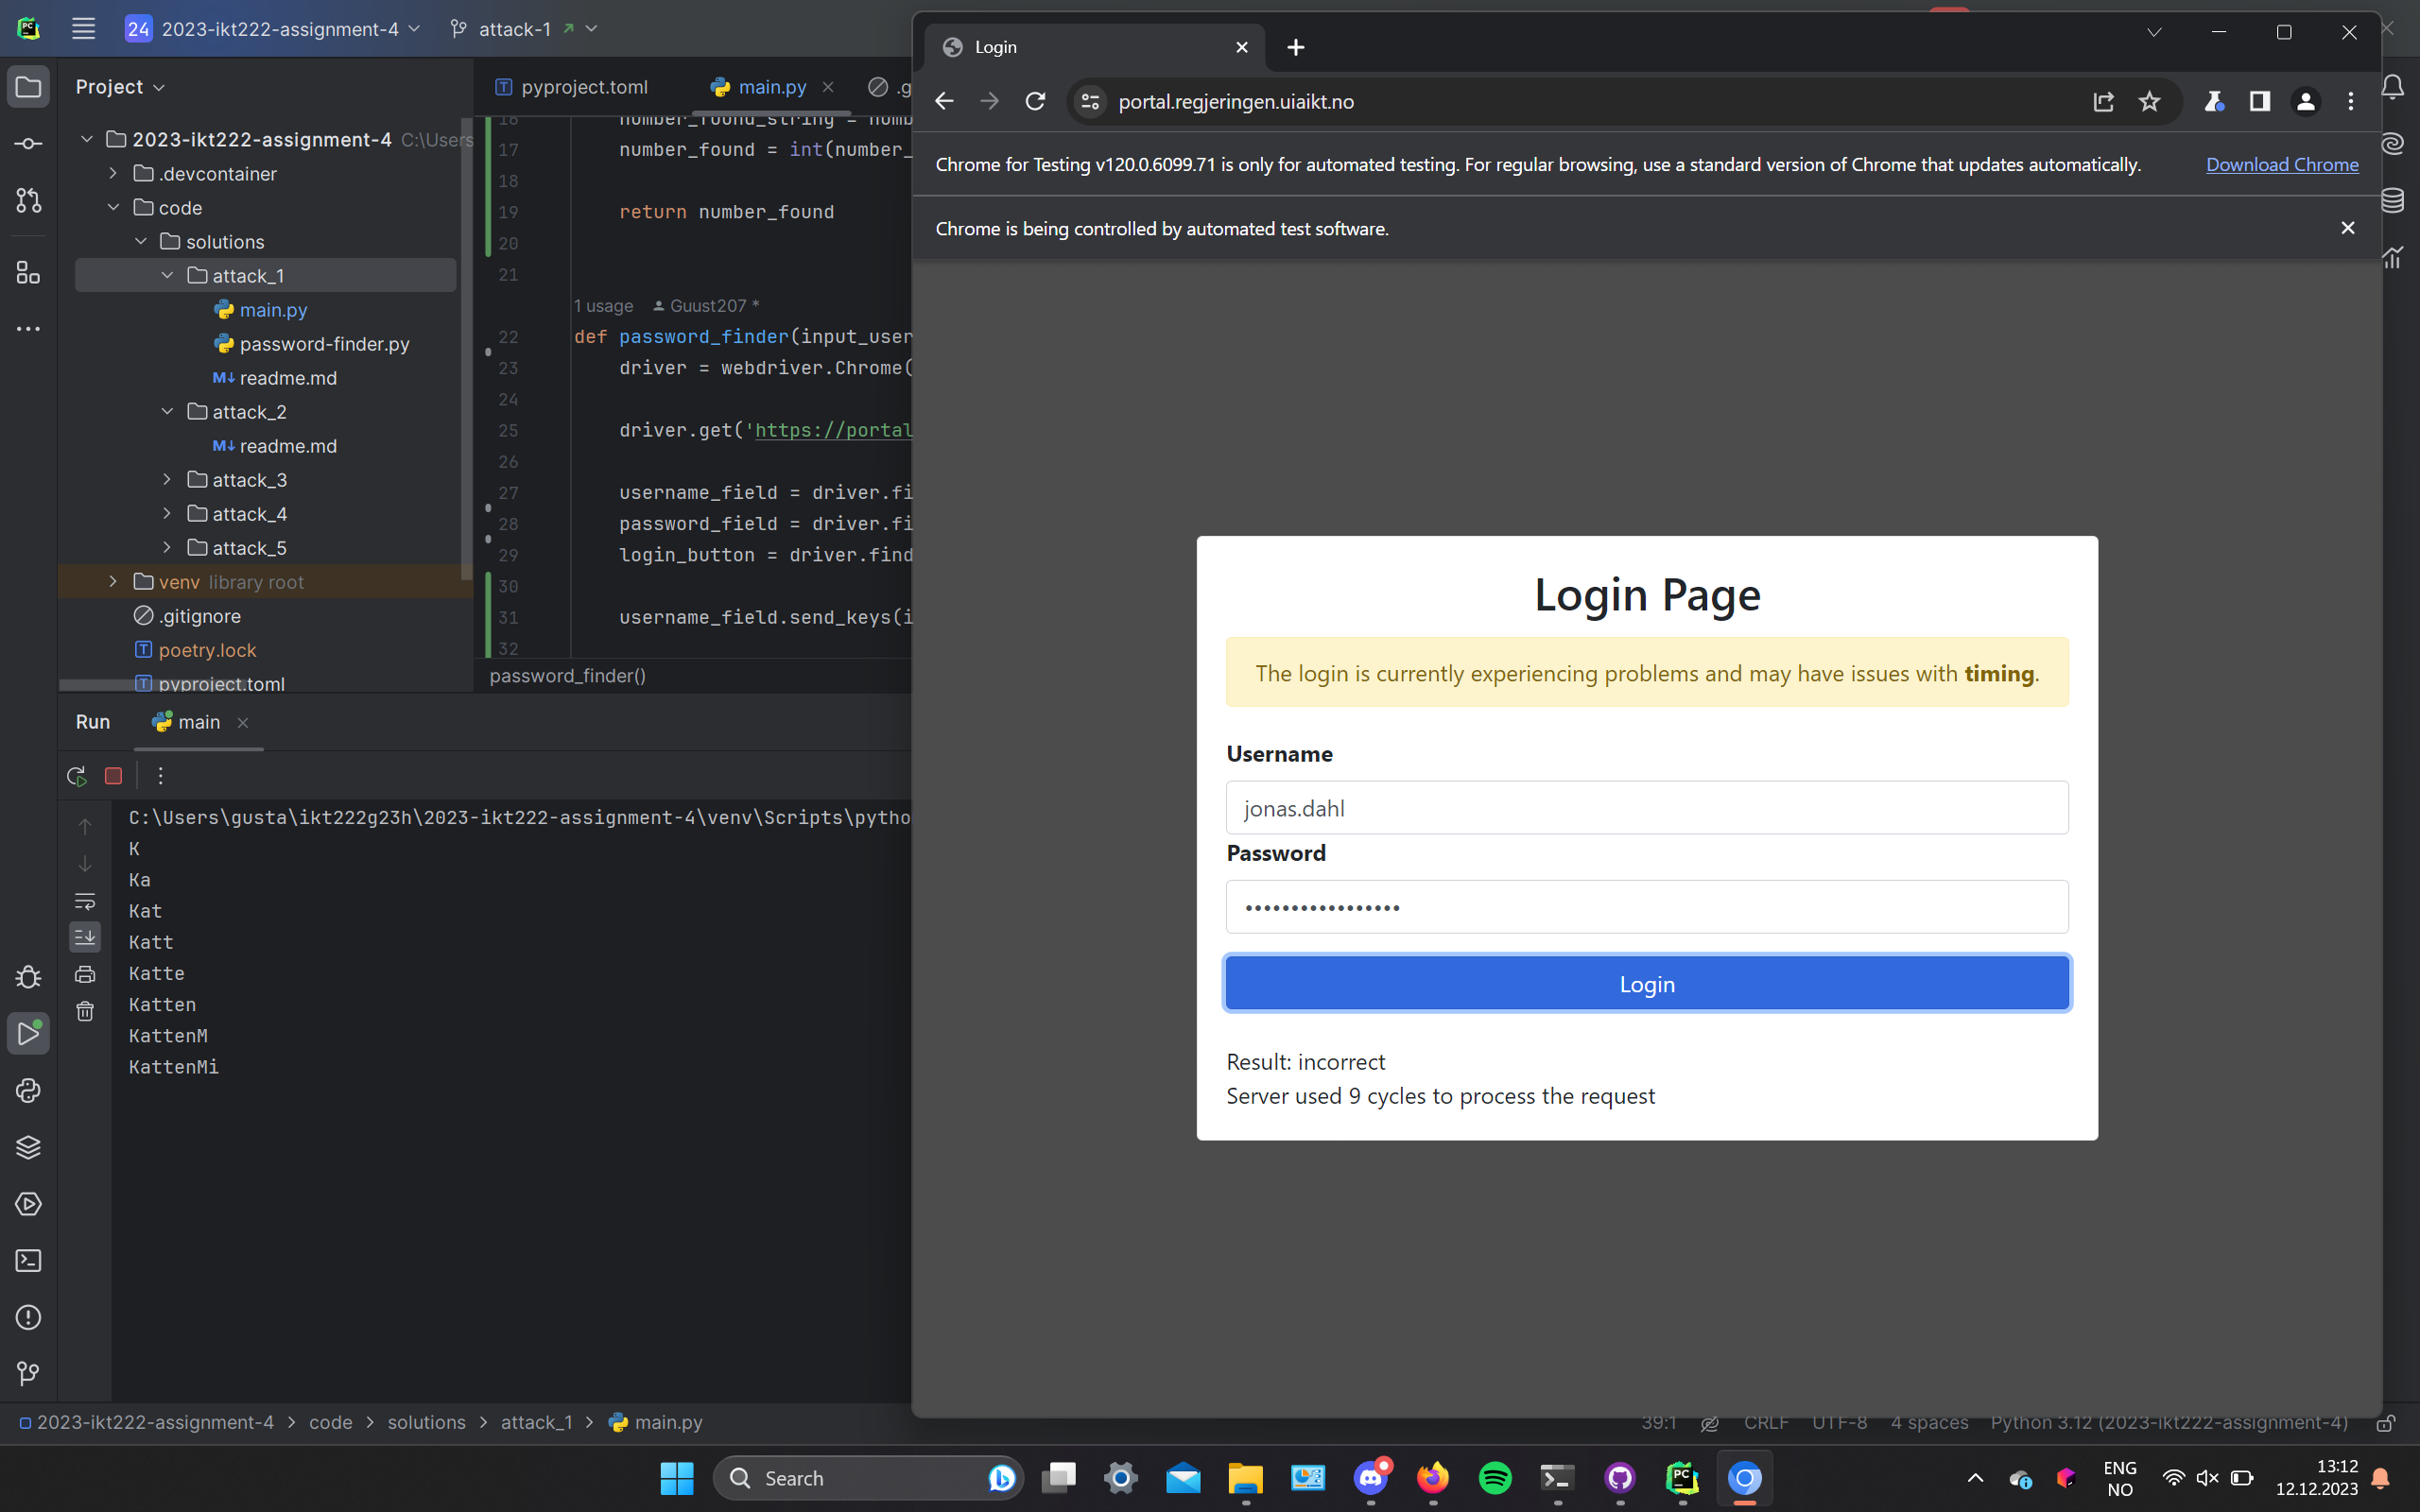 24 2023-ikt222-assignment-4 attack-1
Project
2023-ikt222-assignment-4 C:\Users
.devcontainer
code
solutions
attack_1
main.py
password-finder.py
readme.md
attack_2
readme.md
attack_3
attack_4
attack_5
venv library root
.gitignore
poetry.lock
pyproject.toml
pyproject.toml main.py .g
16 number_found_string = numb
17 number_found = int(number_
18
19 return number_found
20
21
1 usage Guust207 *
22 def password_finder(input_user
23 driver = webdriver.Chrome(
24
25 driver.get('https://portal
26
27 username_field = driver.fi
28 password_field = driver.fi
29 login_button = driver.find
30
31 username_field.send_keys(i
32
password_finder()
Run main
C:\Users\gusta\ikt222g23h\2023-ikt222-assignment-4\venv\Scripts\pytho
K
Ka
Kat
Katt
Katte
Katten
KattenM
KattenMi
Login
portal.regjeringen.uiaikt.no
Chrome for Testing v120.0.6099.71 is only for automated testing. For regular browsing, use a standard version of Chrome that updates automatically. Download Chrome
Chrome is being controlled by automated test software.
Login Page
The login is currently experiencing problems and may have issues with timing.
Username
jonas.dahl
Password
•••••••••••••••••
Login
Result: incorrect
Server used 9 cycles to process the request
2023-ikt222-assignment-4 > code > solutions > attack_1 > main.py
39:1 CRLF UTF-8 4 spaces Python 3.12 (2023-ikt222-assignment-4)
Search
ENG
NO
13:12
12.12.2023